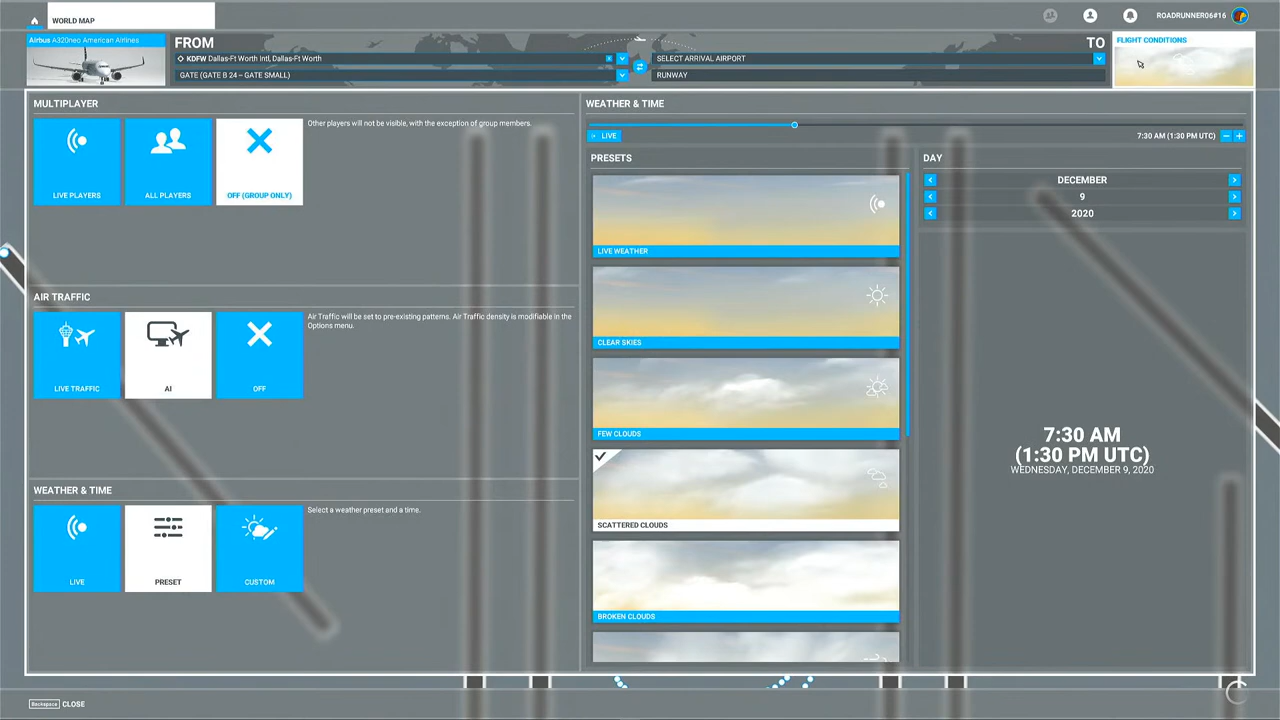 WORLD MAP
ROADRUNNER06#16
Airbus A320neo American Airlines
FROM
KDFW Dallas-Ft Worth Intl, Dallas-Ft Worth
GATE (GATE B 24 – GATE SMALL)
TO
SELECT ARRIVAL AIRPORT
RUNWAY
FLIGHT CONDITIONS
MULTIPLAYER
LIVE PLAYERS
ALL PLAYERS
OFF (GROUP ONLY)
Other players will not be visible, with the exception of group members.
AIR TRAFFIC
LIVE TRAFFIC
AI
OFF
Air Traffic will be set to pre-existing patterns. Air Traffic density is modifiable in the
Options menu.
WEATHER & TIME
LIVE
PRESET
CUSTOM
Select a weather preset and a time.
WEATHER & TIME
> LIVE
7:30 AM (1:30 PM UTC)
PRESETS
LIVE WEATHER
CLEAR SKIES
FEW CLOUDS
SCATTERED CLOUDS
BROKEN CLOUDS
DAY
DECEMBER
9
2020
7:30 AM
(1:30 PM UTC)
WEDNESDAY, DECEMBER 9, 2020
Backspace CLOSE